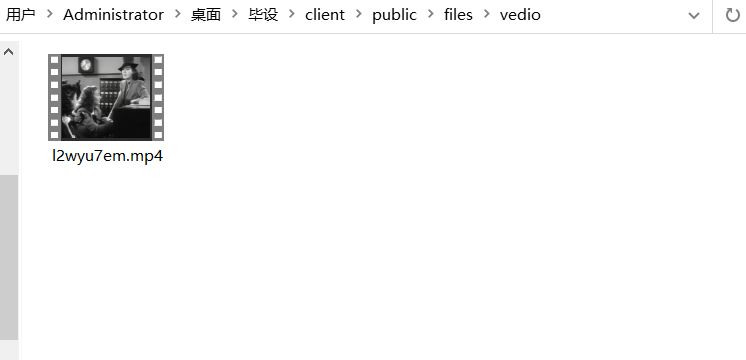 用户 > Administrator > 桌面 > 毕设 > client > public > files > vedio
l2wyu7em.mp4